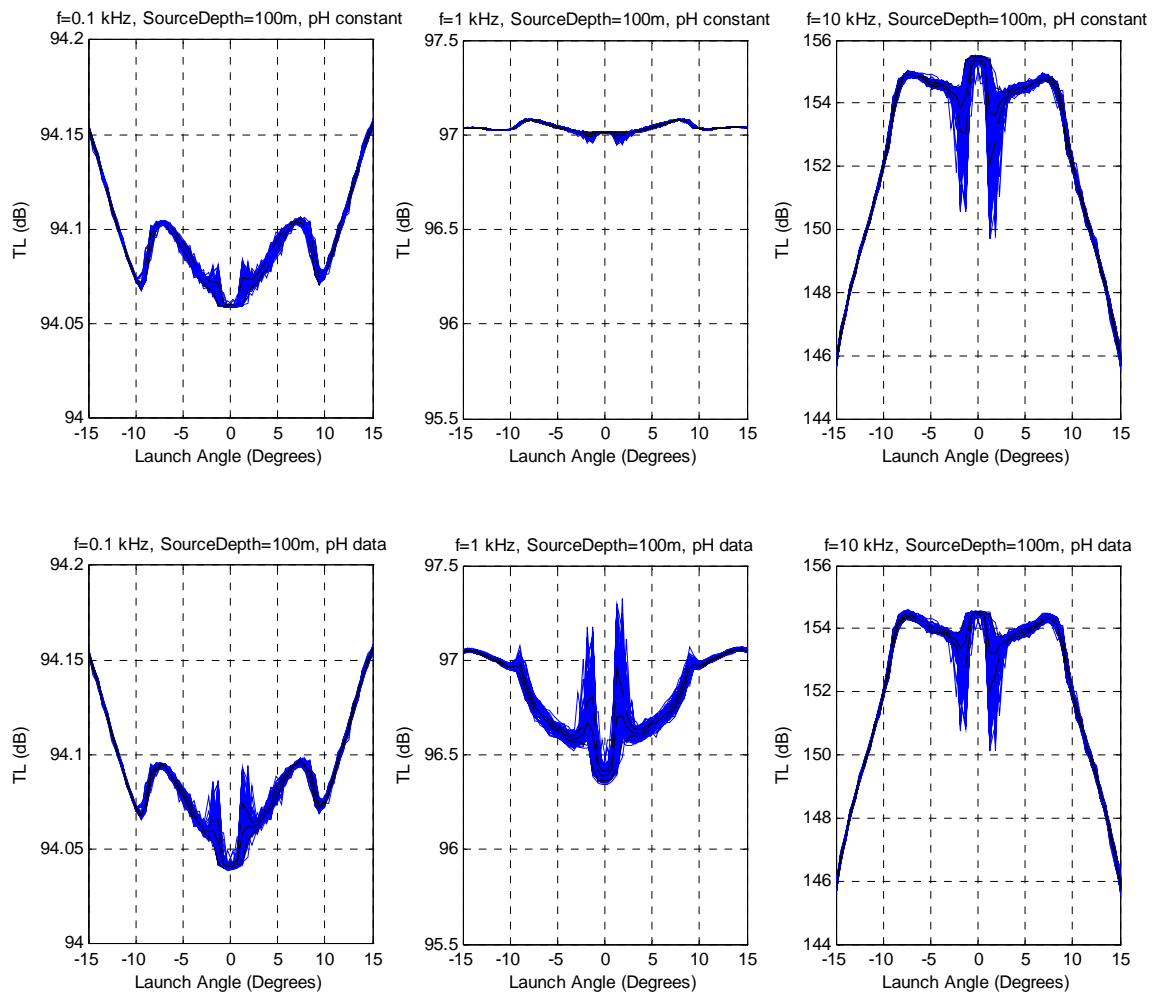 f=0.1 kHz, SourceDepth=100m, pH constant
94.2
94.15
94.1
94.05
94
TL (dB)
-15 -10 -5 0 5 10 15
Launch Angle (Degrees)
f=1 kHz, SourceDepth=100m, pH constant
97.5
97
96.5
96
95.5
TL (dB)
-15 -10 -5 0 5 10 15
Launch Angle (Degrees)
f=10 kHz, SourceDepth=100m, pH constant
156
154
152
150
148
146
144
TL (dB)
-15 -10 -5 0 5 10 15
Launch Angle (Degrees)
f=0.1 kHz, SourceDepth=100m, pH data
94.2
94.15
94.1
94.05
94
TL (dB)
-15 -10 -5 0 5 10 15
Launch Angle (Degrees)
f=1 kHz, SourceDepth=100m, pH data
97.5
97
96.5
96
95.5
TL (dB)
-15 -10 -5 0 5 10 15
Launch Angle (Degrees)
f=10 kHz, SourceDepth=100m, pH data
156
154
152
150
148
146
144
TL (dB)
-15 -10 -5 0 5 10 15
Launch Angle (Degrees)